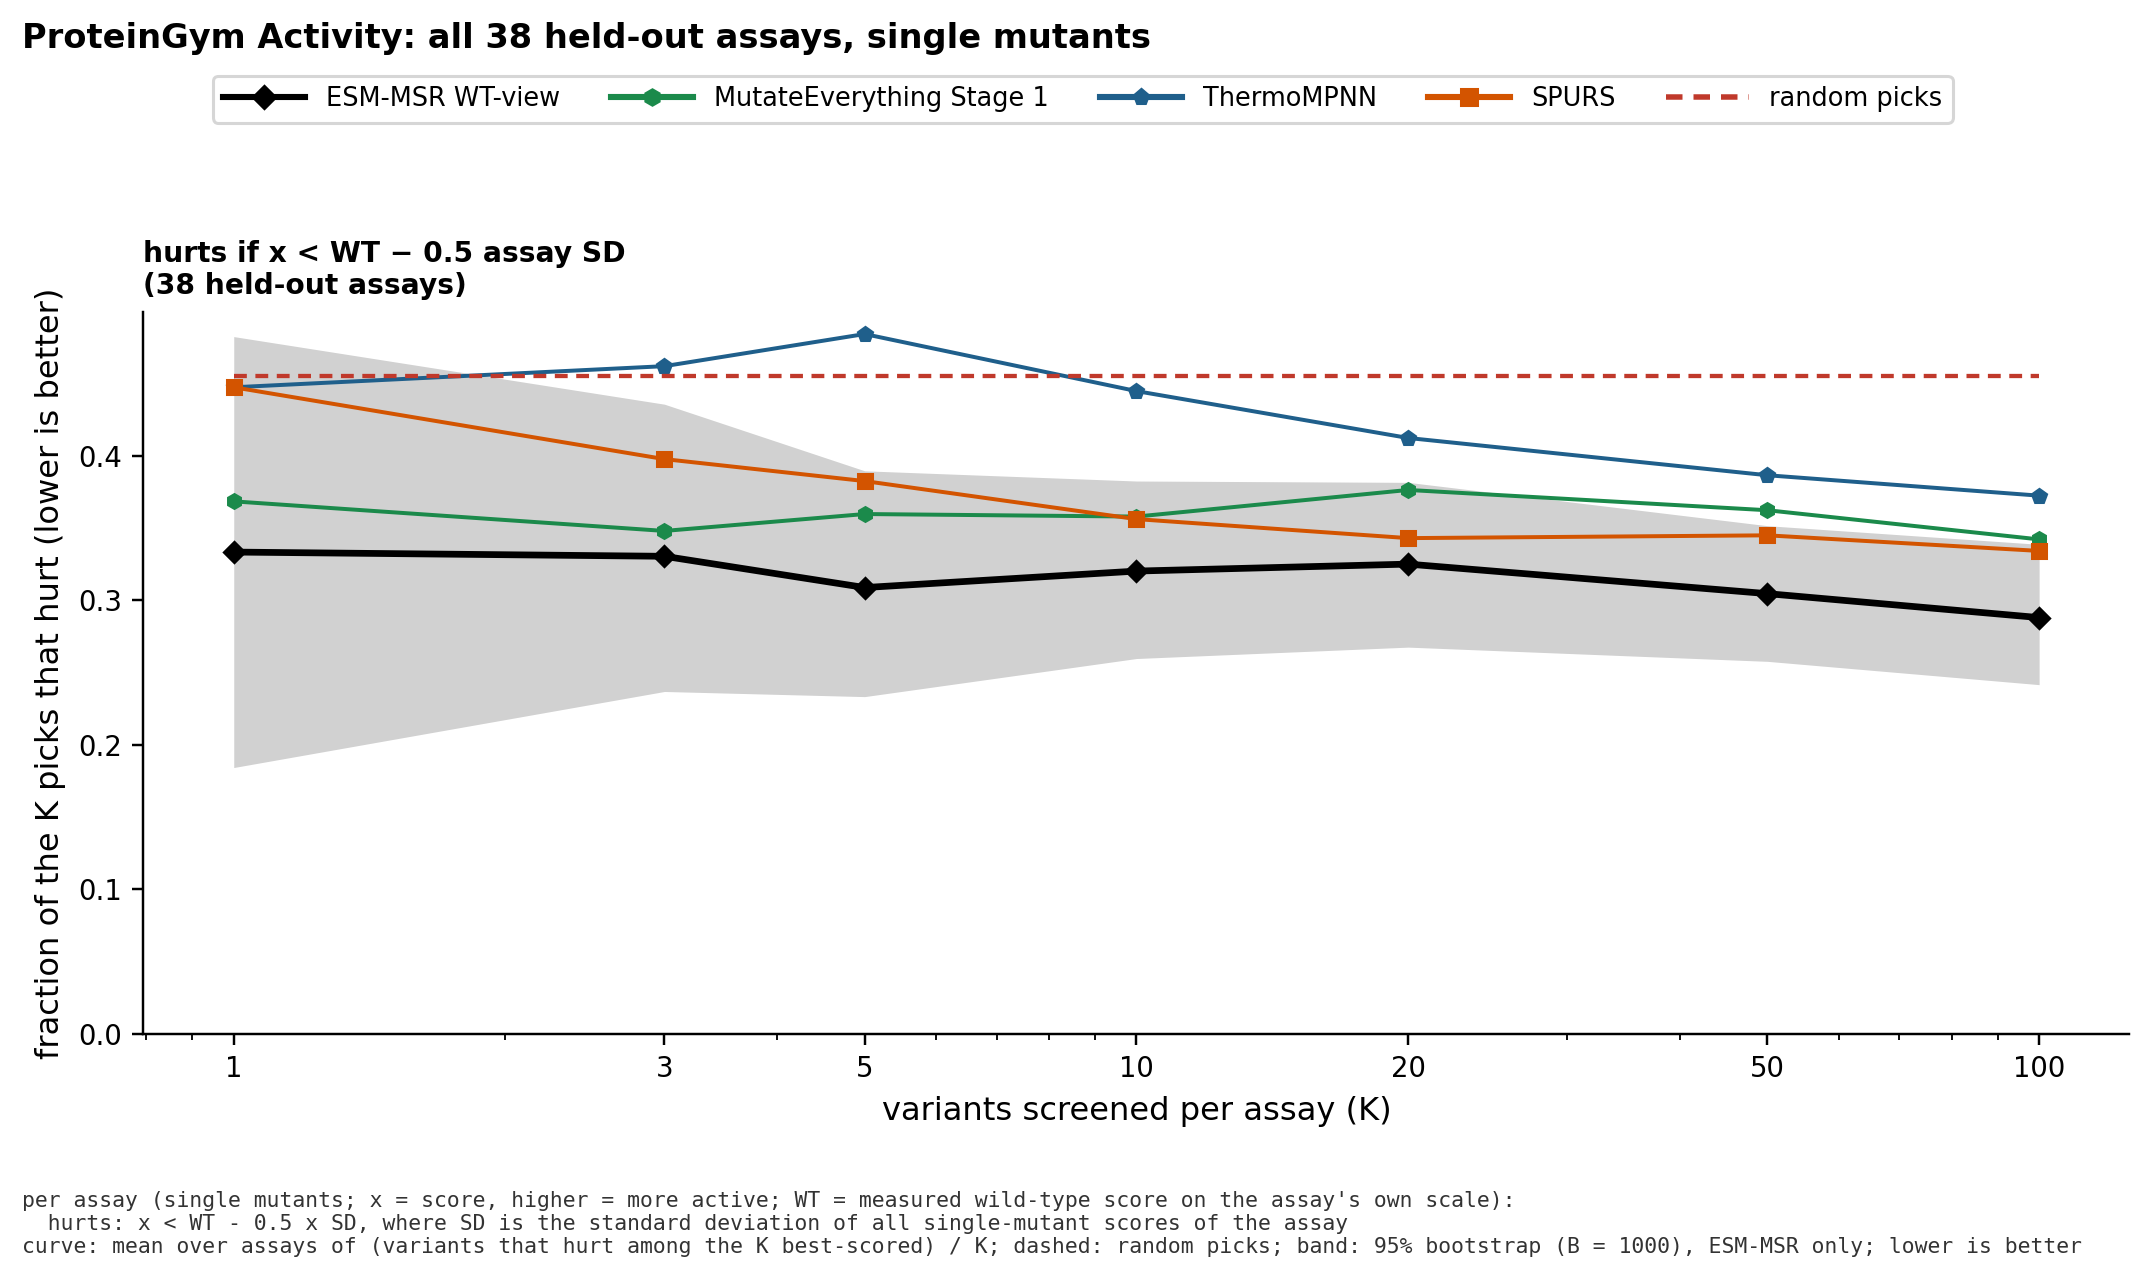 ProteinGym Activity: all 38 held-out assays, single mutants
ESM-MSR WT-view
MutateEverything Stage 1
ThermoMPNN
SPURS
random picks
hurts if x < WT − 0.5 assay SD
(38 held-out assays)
fraction of the K picks that hurt (lower is better)
0.4
0.3
0.2
0.1
0.0
1
3
5
10
20
50
100
variants screened per assay (K)
per assay (single mutants; x = score, higher = more active; WT = measured wild-type score on the assay's own scale):
hurts: x < WT - 0.5 x SD, where SD is the standard deviation of all single-mutant scores of the assay
curve: mean over assays of (variants that hurt among the K best-scored) / K; dashed: random picks; band: 95% bootstrap (B = 1000), ESM-MSR only; lower is better